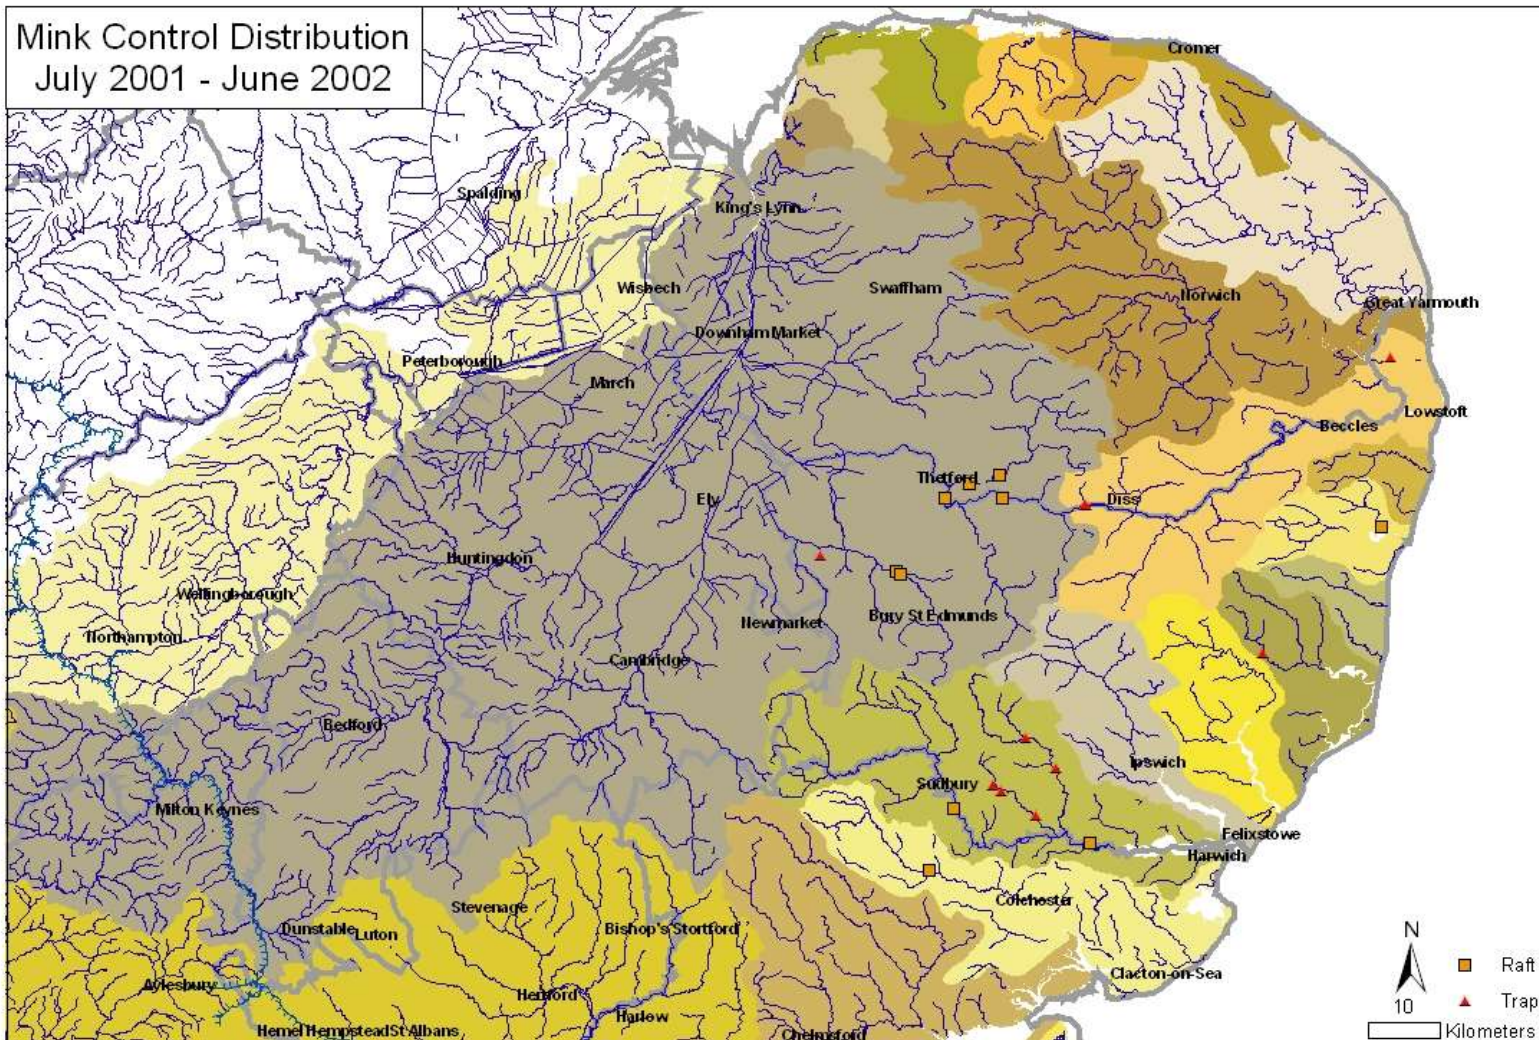 Mink Control Distribution
July 2001 - June 2002
Cromer
Spalding
King's Lynn
Wisbech
Swaffham
Norwich
Great Yarmouth
Downham Market
Peterborough
March
Lowstoft
Beccles
Thetford
Ely
Diss
Huntingdon
Wellingborough
Newmarket
Bury St Edmunds
Northampton
Cambridge
Bedford
Ipswich
Sudbury
Milton Keynes
Felixstowe
Harwich
Colchester
Stevenage
Dunstable
Luton
Bishop's Stortford
Clacton-on-Sea
Aylesbury
Hertford
Harlow
Hemel Hempstead
St Albans
Chelmsford
N
10
Kilometers
Raft
Trap